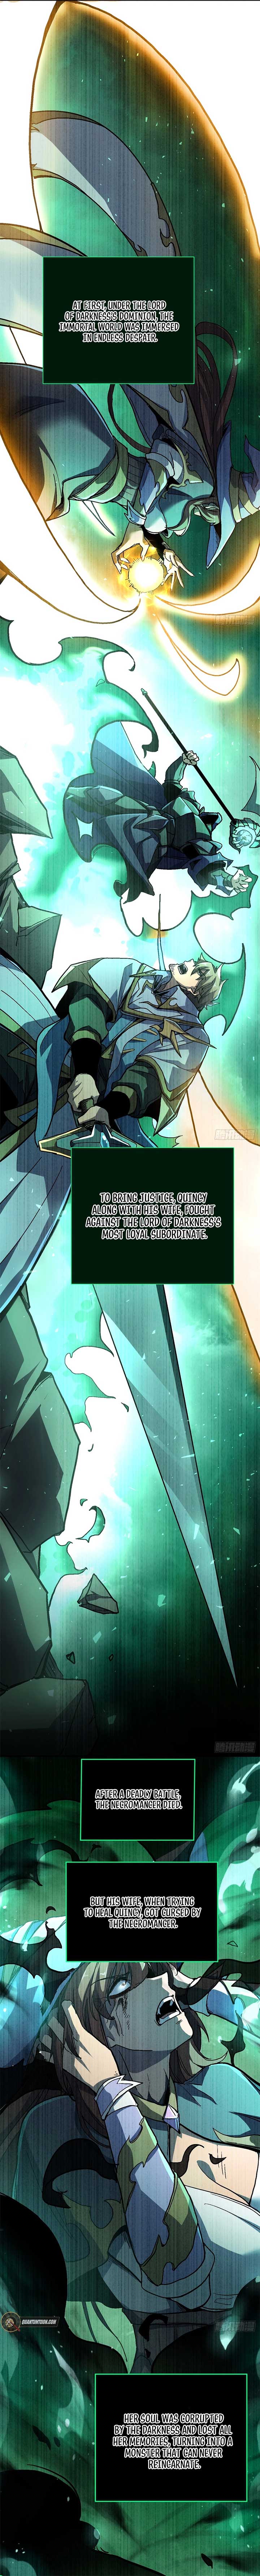 AT FIRST, UNDER THE LORD
OF DARKNESS'S DOMINION, THE
IMMORTAL WORLD WAS IMMERSED
IN ENDLESS DESPAIR.
TO BRING JUSTICE, QUINCY
ALONG WITH HIS WIFE, FOUGHT
AGAINST THE LORD OF DARKNESS'S
MOST LOYAL SUBORDINATE.
AFTER A DEADLY BATTLE,
THE NECROMANCER DIED.
BUT HIS WIFE, WHEN TRYING
TO HEAL QUINCY, GOT CURSED BY
THE NECROMANCER.
QUANTUMTOON.COM
HER SOUL WAS CORRUPTED
BY THE DARKNESS AND LOST ALL
HER MEMORIES, TURNING INTO A
MONSTER THAT CAN NEVER
REINCARNATE.